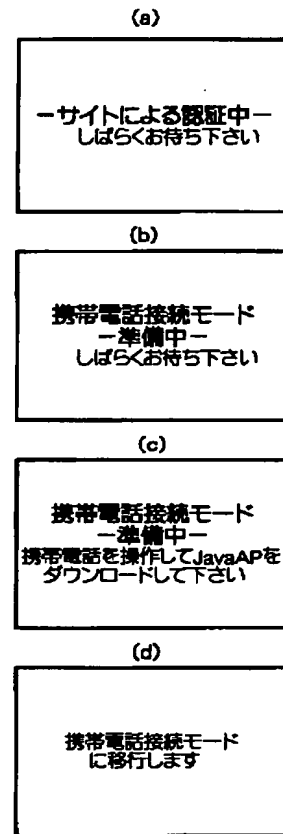 (a)
−サイトによる認証中−
しばらくお待ち下さい
(b)
携帯電話接続モード
−準備中−
しばらくお待ち下さい
(c)
携帯電話接続モード
−準備中−
携帯電話を操作してJavaAPを
ダウンロードして下さい
(d)
携帯電話接続モード
に移行します